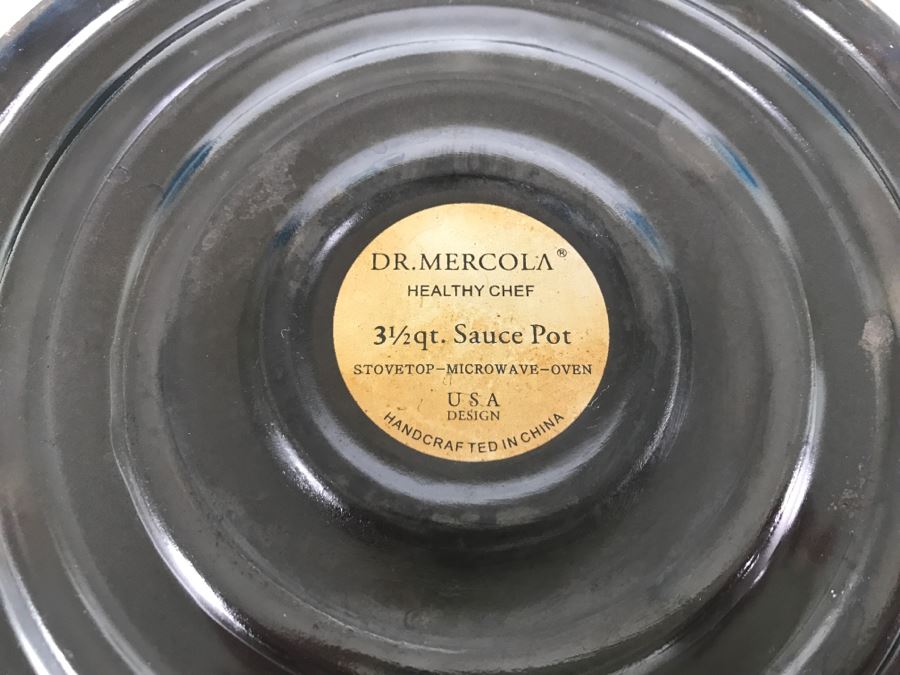 DR.MERCOLA®
HEALTHY CHEF
3½qt. Sauce Pot
STOVETOP-MICROWAVE-OVEN
USA
DESIGN
HANDCRAFTED IN CHINA